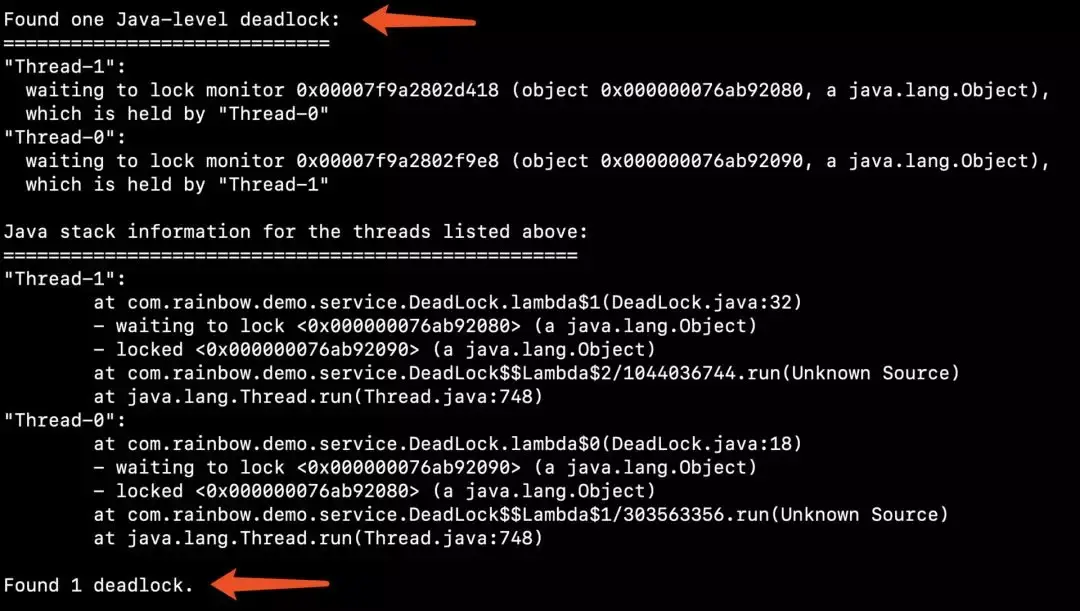 Found one Java-level deadlock:
=============================
"Thread-1":
  waiting to lock monitor 0x00007f9a2802d418 (object 0x000000076ab92080, a java.lang.Object),
  which is held by "Thread-0"
"Thread-0":
  waiting to lock monitor 0x00007f9a2802f9e8 (object 0x000000076ab92090, a java.lang.Object),
  which is held by "Thread-1"
Java stack information for the threads listed above:
===================================================
"Thread-1":
        at com.rainbow.demo.service.DeadLock.lambda$1(DeadLock.java:32)
        - waiting to lock <0x000000076ab92080> (a java.lang.Object)
        - locked <0x000000076ab92090> (a java.lang.Object)
        at com.rainbow.demo.service.DeadLock$$Lambda$2/1044036744.run(Unknown Source)
        at java.lang.Thread.run(Thread.java:748)
"Thread-0":
        at com.rainbow.demo.service.DeadLock.lambda$0(DeadLock.java:18)
        - waiting to lock <0x000000076ab92090> (a java.lang.Object)
        - locked <0x000000076ab92080> (a java.lang.Object)
        at com.rainbow.demo.service.DeadLock$$Lambda$1/303563356.run(Unknown Source)
        at java.lang.Thread.run(Thread.java:748)
Found 1 deadlock.